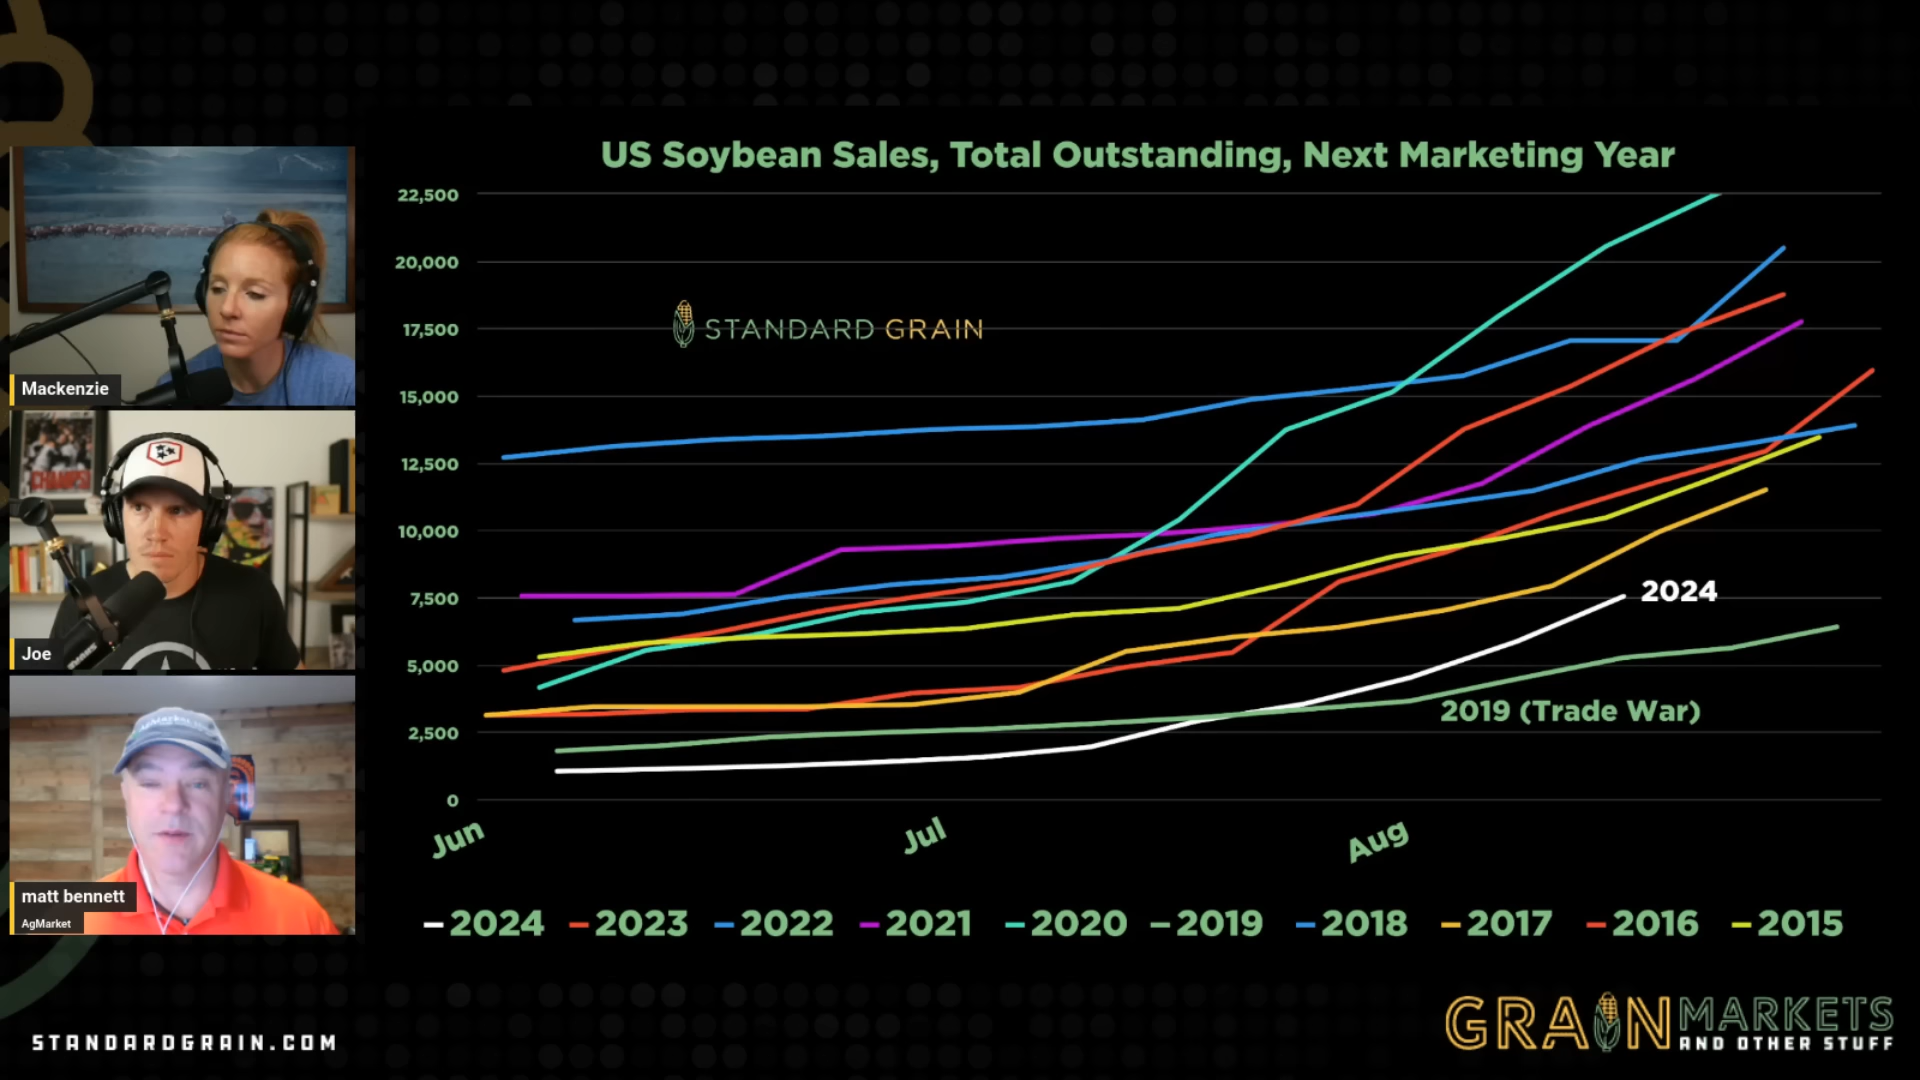 US Soybean Sales, Total Outstanding, Next Marketing Year
22,500
20,000
17,500
15,000
12,500
10,000
7,500
5,000
2,500
0
STANDARD GRAIN
2024
2019 (Trade War)
Jun
Jul
Aug
2024 2023 2022 2021 2020 2019 2018 2017 2016 2015
Mackenzie
CHAMPS!
Joe
matt bennett
AgMarket
STANDARDGRAIN.COM
GRAIN MARKETS
AND OTHER STUFF